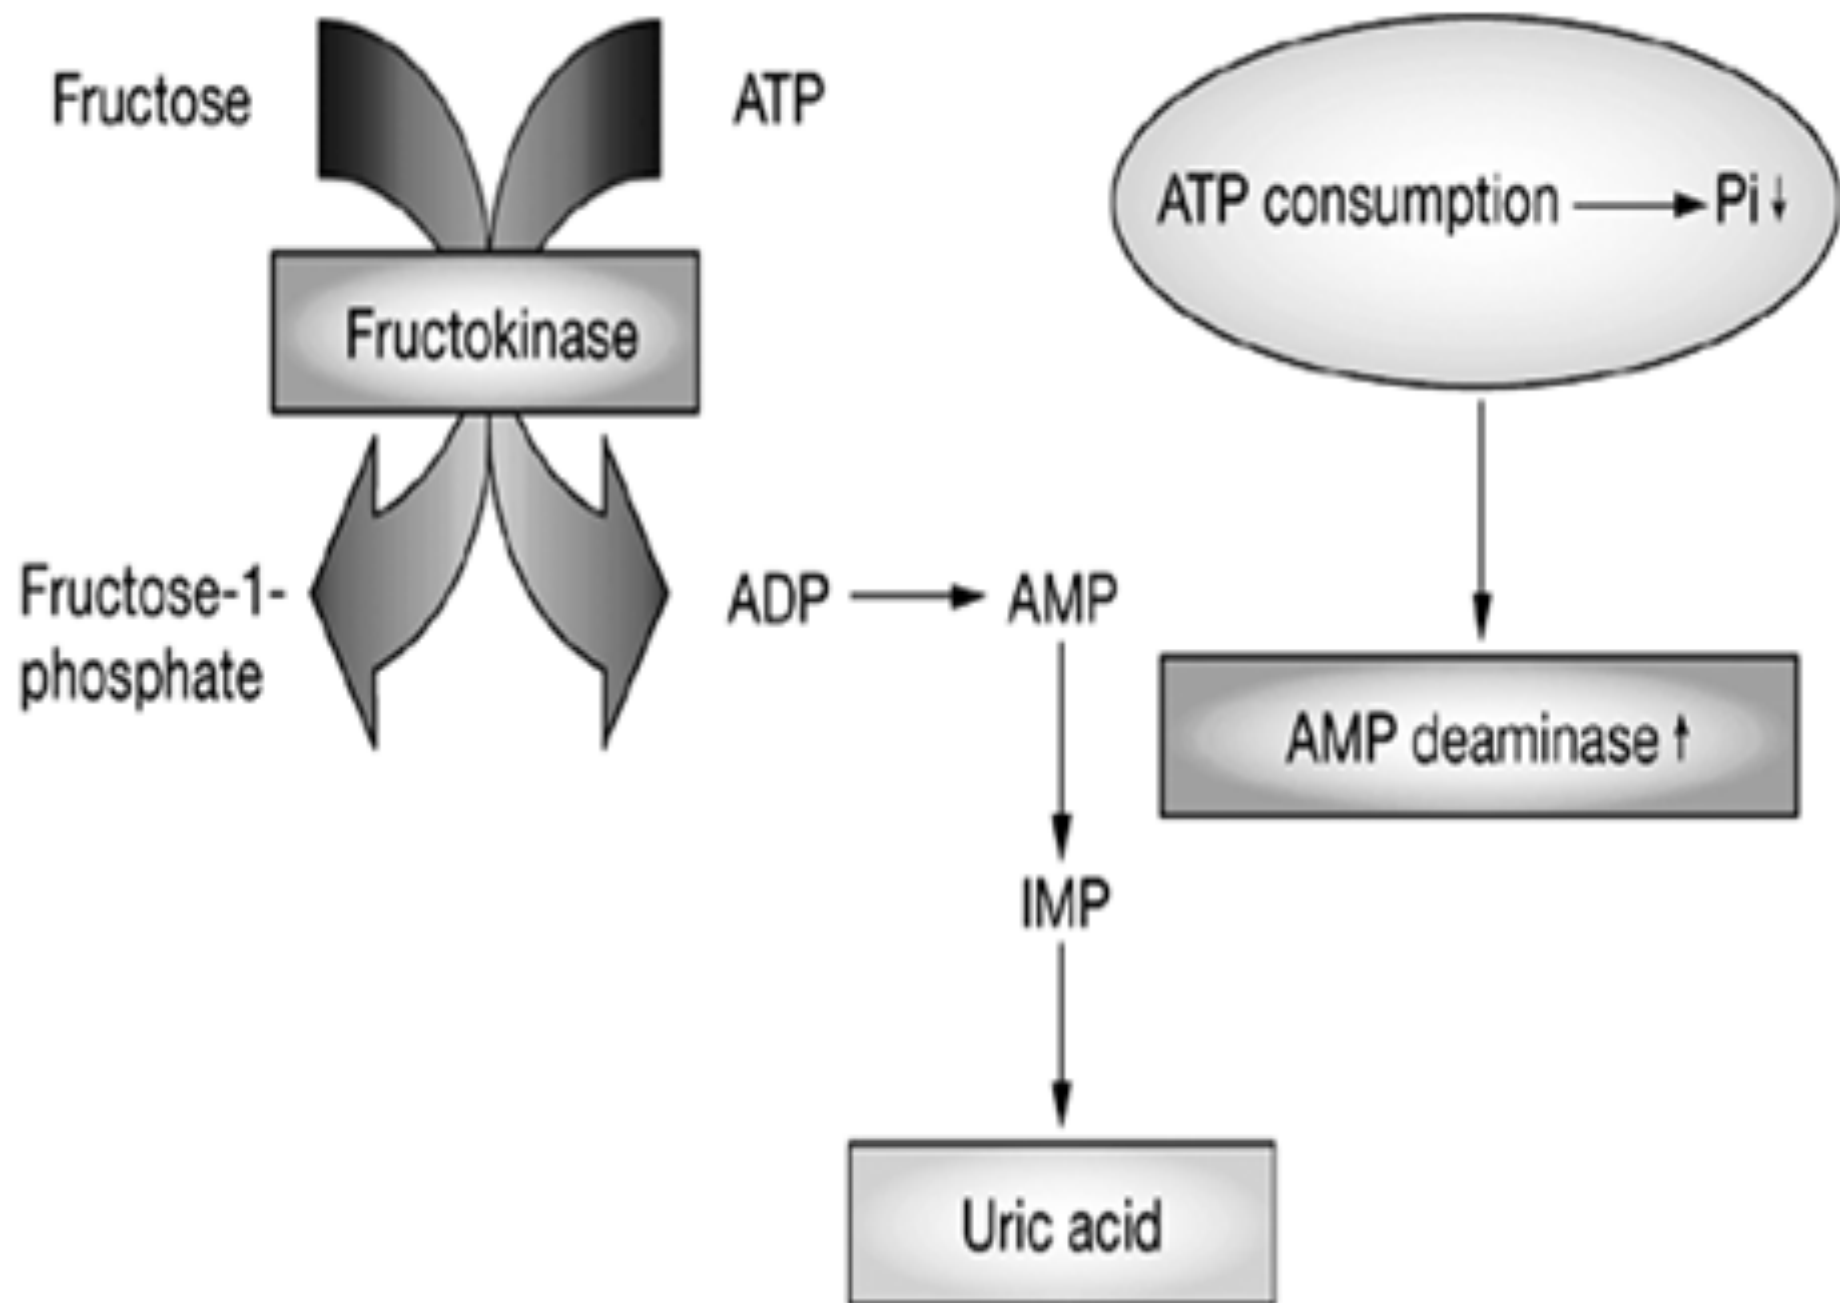 Fructose
ATP
ATP consumption → Pi ↓
Fructokinase
Fructose-1-
phosphate
ADP → AMP
AMP deaminase ↑
IMP
Uric acid